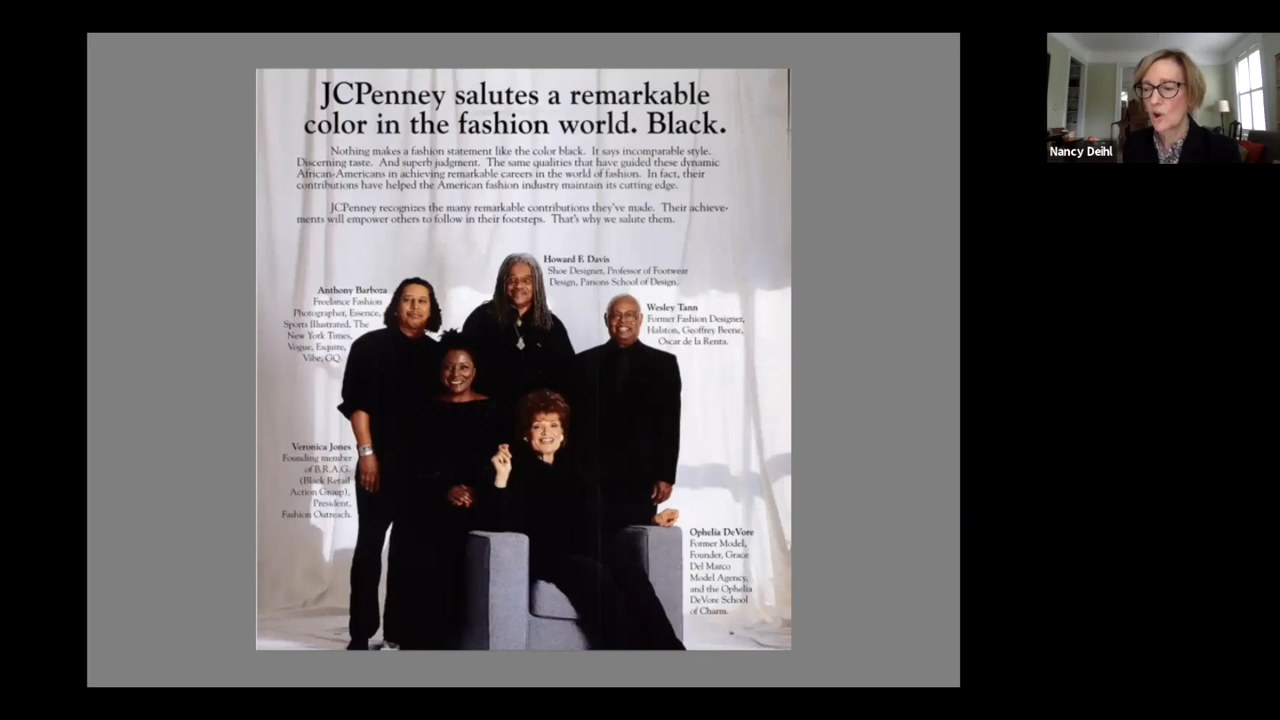 JCPenney salutes a remarkable
color in the fashion world. Black.
Nothing makes a fashion statement like the color black. It says incomparable style.
Discerning taste. And superb judgment. The same qualities that have guided these dynamic
African-Americans in achieving remarkable careers in the world of fashion. In fact, their
contributions have helped the American fashion industry maintain its cutting edge.
JCPenney recognizes the many remarkable contributions they've made. Their achieve-
ments will empower others to follow in their footsteps. That's why we salute them.
Howard F. Davis
Shoe Designer, Professor of Footwear
Design, Parsons School of Design.
Anthony Barboza
Freelance Fashion
Photographer, Essence,
Sports Illustrated, The
New York Times,
Vogue, Esquire,
Vibe, GQ.
Wesley Tann
Former Fashion Designer,
Halston, Geoffrey Beene,
Oscar de la Renta.
Veronica Jones
Founding member
of B.R.A.G.
(Black Retail
Action Group),
President,
Fashion Outreach.
Ophelia DeVore
Former Model,
Founder, Grace
Del Marco
Model Agency,
and the Ophelia
DeVore School
of Charm.
Nancy Deihl